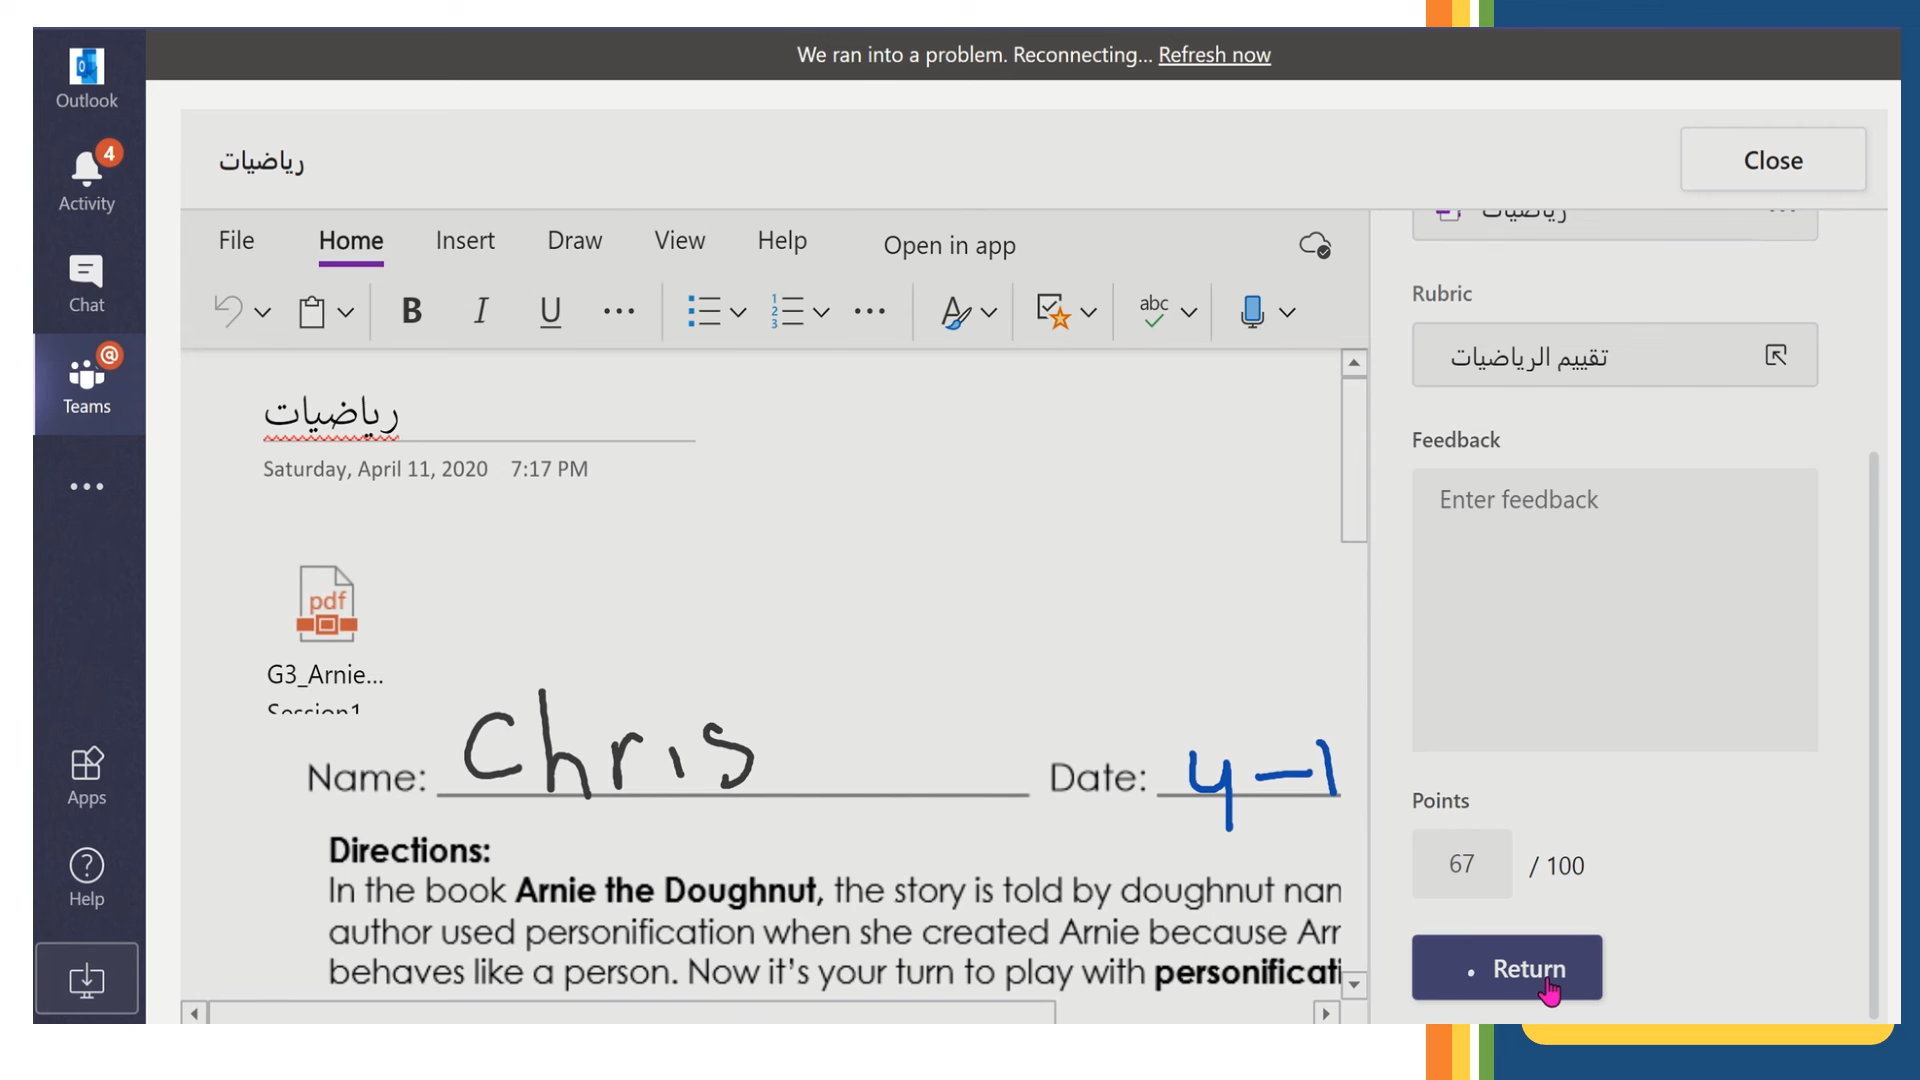 We ran into a problem. Reconnecting... Refresh now
Outlook
4
Activity
Chat
@
Teams
Apps
Help
رياضيات
Close
File Home Insert Draw View Help Open in app
B I U
abc
رياضيات
Saturday, April 11, 2020 7:17 PM
pdf
G3_Arnie...
Session1
Name: Chris Date: 4-1
Directions:
In the book Arnie the Doughnut, the story is told by doughnut nan
author used personification when she created Arnie because Arr
behaves like a person. Now it's your turn to play with personificati
رياضيات
Rubric
تقييم الرياضيات
Feedback
Enter feedback
Points
67 / 100
Return